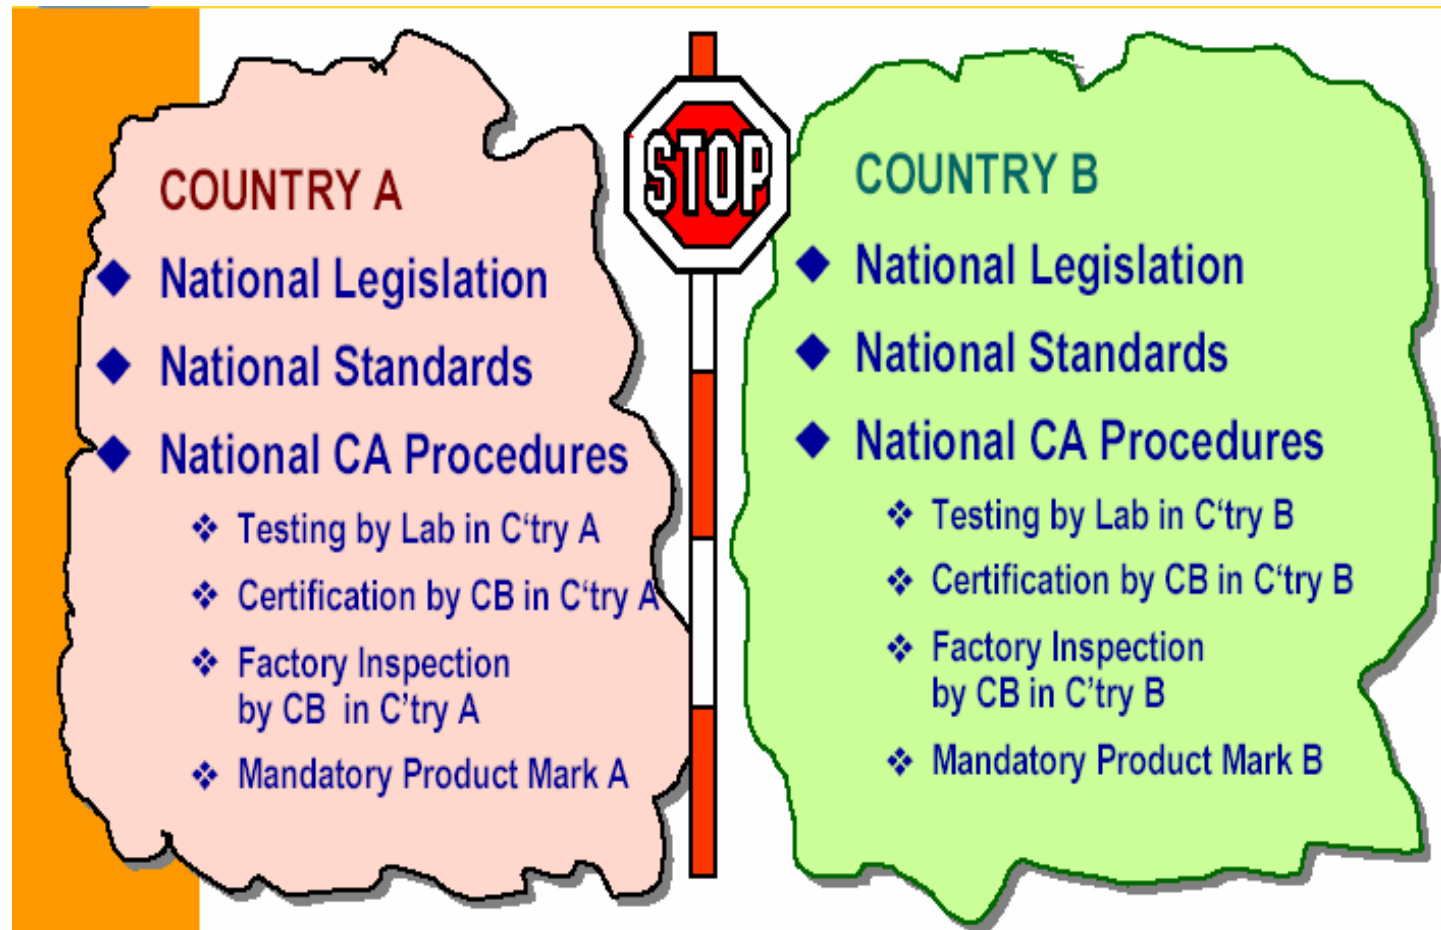 COUNTRY A
◆ National Legislation
◆ National Standards
◆ National CA Procedures
❖ Testing by Lab in C‘try A
❖ Certification by CB in C‘try A
❖ Factory Inspection
by CB in C’try A
❖ Mandatory Product Mark A
STOP
COUNTRY B
◆ National Legislation
◆ National Standards
◆ National CA Procedures
❖ Testing by Lab in C‘try B
❖ Certification by CB in C‘try B
❖ Factory Inspection
by CB in C’try B
❖ Mandatory Product Mark B